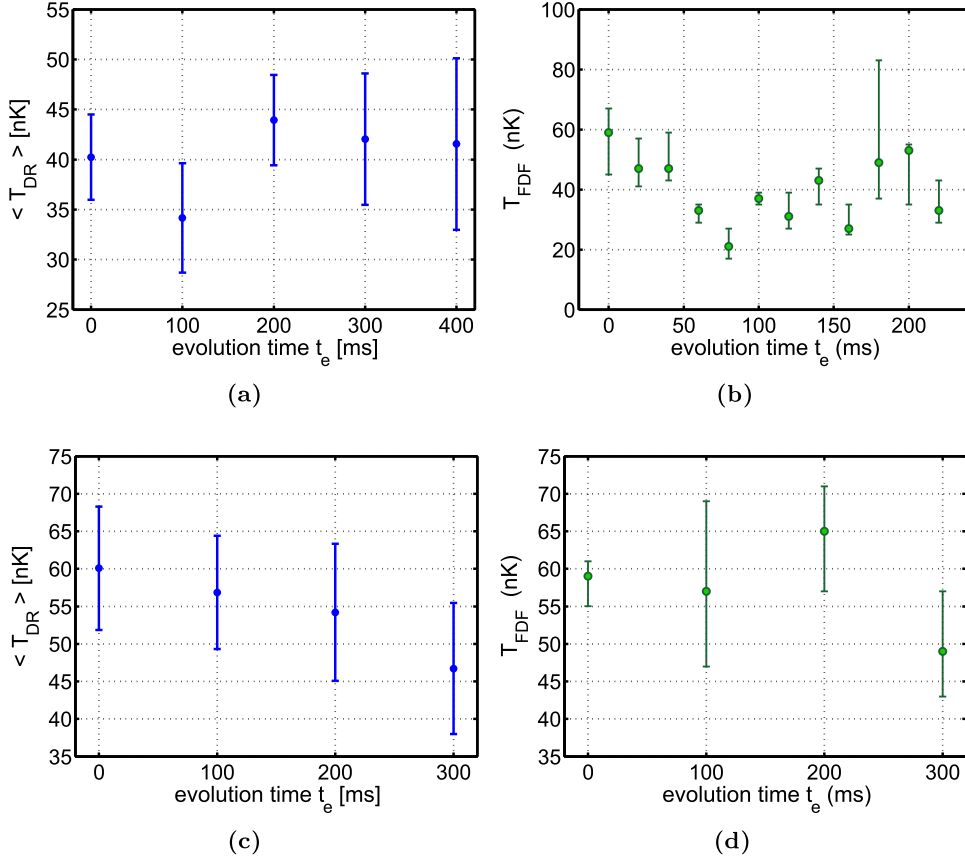 < T_DR > [nK]
55
50
45
40
35
30
25
0 100 200 300 400
evolution time t_e [ms]
(a)
T_FDF (nK)
100
80
60
40
20
0
0 50 100 150 200
evolution time t_e (ms)
(b)
< T_DR > [nK]
75
70
65
60
55
50
45
40
35
0 100 200 300
evolution time t_e [ms]
(c)
T_FDF (nK)
75
70
65
60
55
50
45
40
35
0 100 200 300
evolution time t_e (ms)
(d)